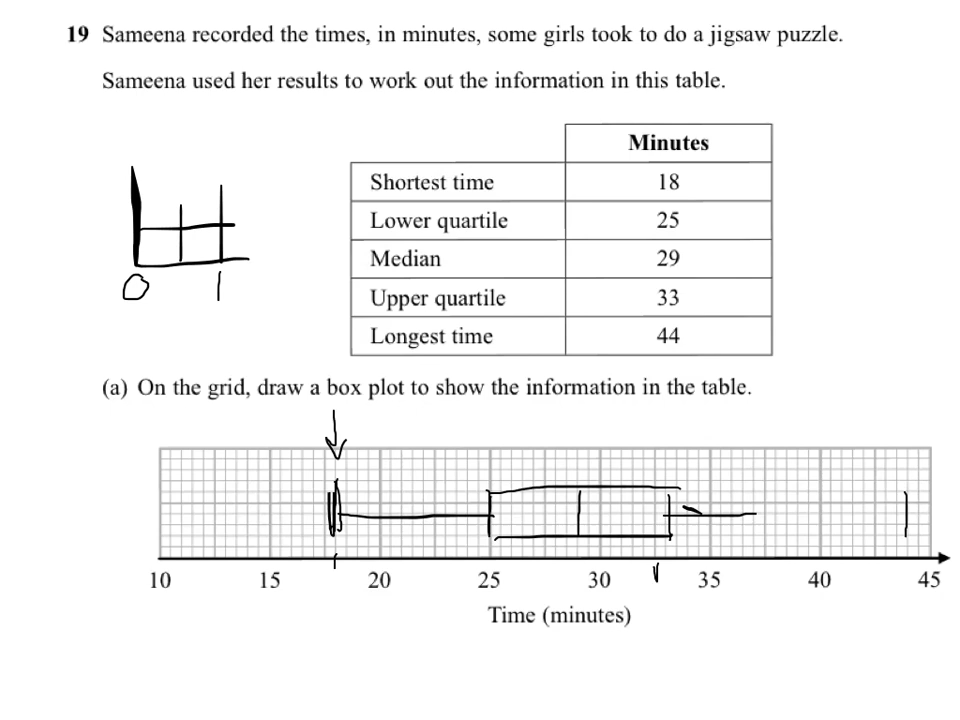 19 Sameena recorded the times, in minutes, some girls took to do a jigsaw puzzle.
Sameena used her results to work out the information in this table.
Minutes
Shortest time 18
Lower quartile 25
Median 29
Upper quartile 33
Longest time 44
0 1
(a) On the grid, draw a box plot to show the information in the table.
10 15 20 25 30 35 40 45
Time (minutes)